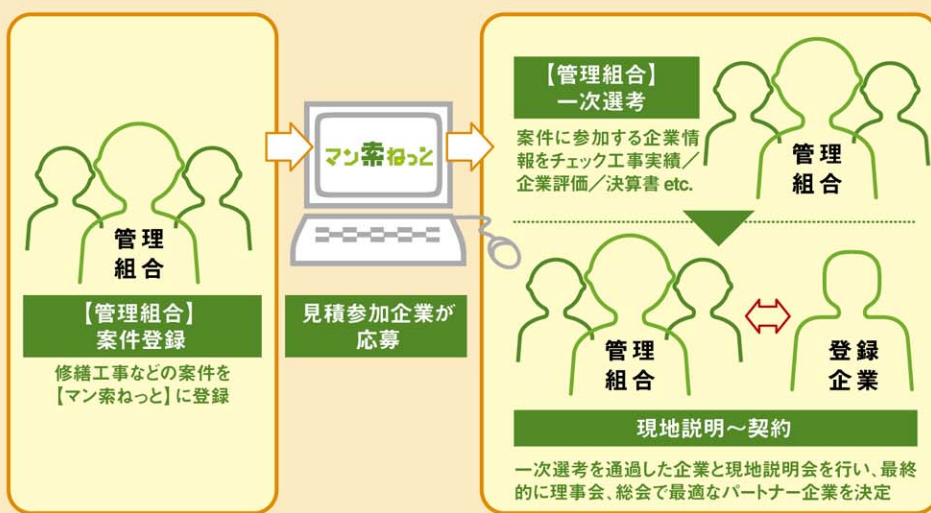 管理
組合
【管理組合】
案件登録
修繕工事などの案件を
【マン索ねっと】に登録
マン索ねっと
見積参加企業が
応募
【管理組合】
一次選考
案件に参加する企業情
報をチェック工事実績／
企業評価／決算書 etc.
管理
組合
管理
組合
登録
企業
現地説明～契約
一次選考を通過した企業と現地説明会を行い、最終
的に理事会、総会で最適なパートナー企業を決定